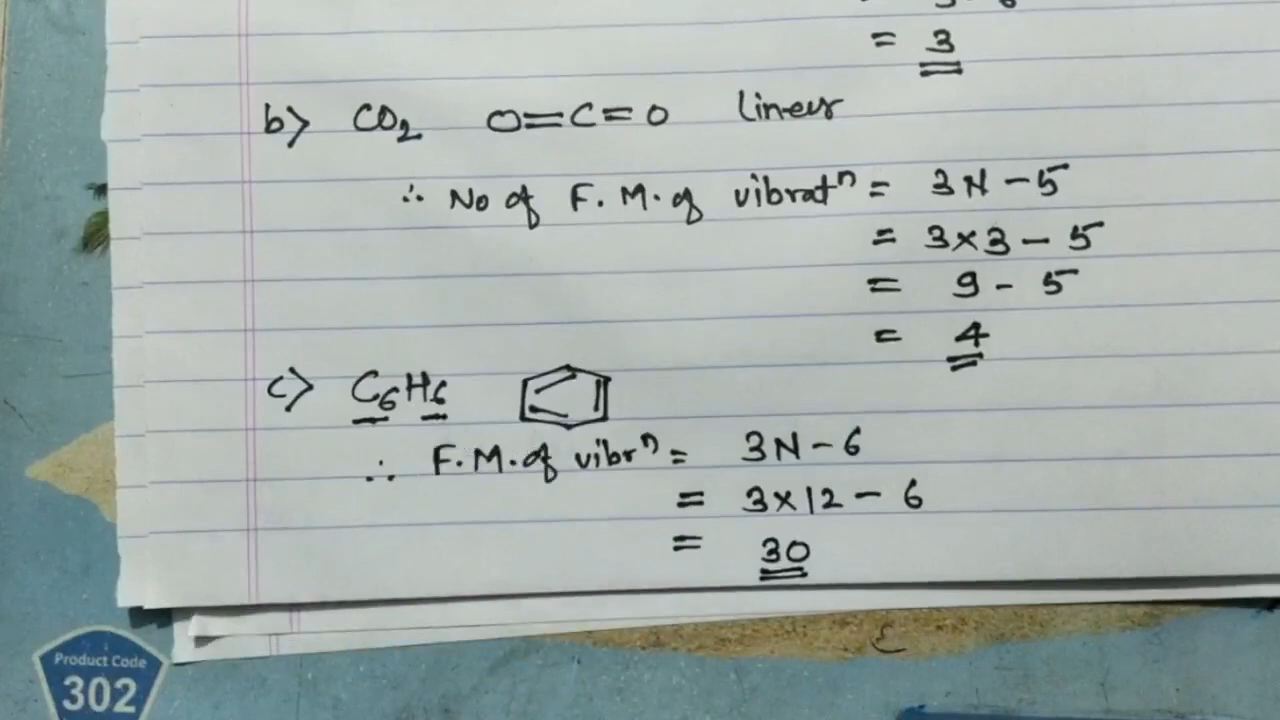 = 3
b) CO₂ O=C=O linear
∴ No of F. M. of vibratⁿ = 3N - 5
= 3×3 - 5
= 9 - 5
= 4
c) C₆H₆
∴ F.M. of vibrⁿ = 3N - 6
= 3×12 - 6
= 30
Product Code
302